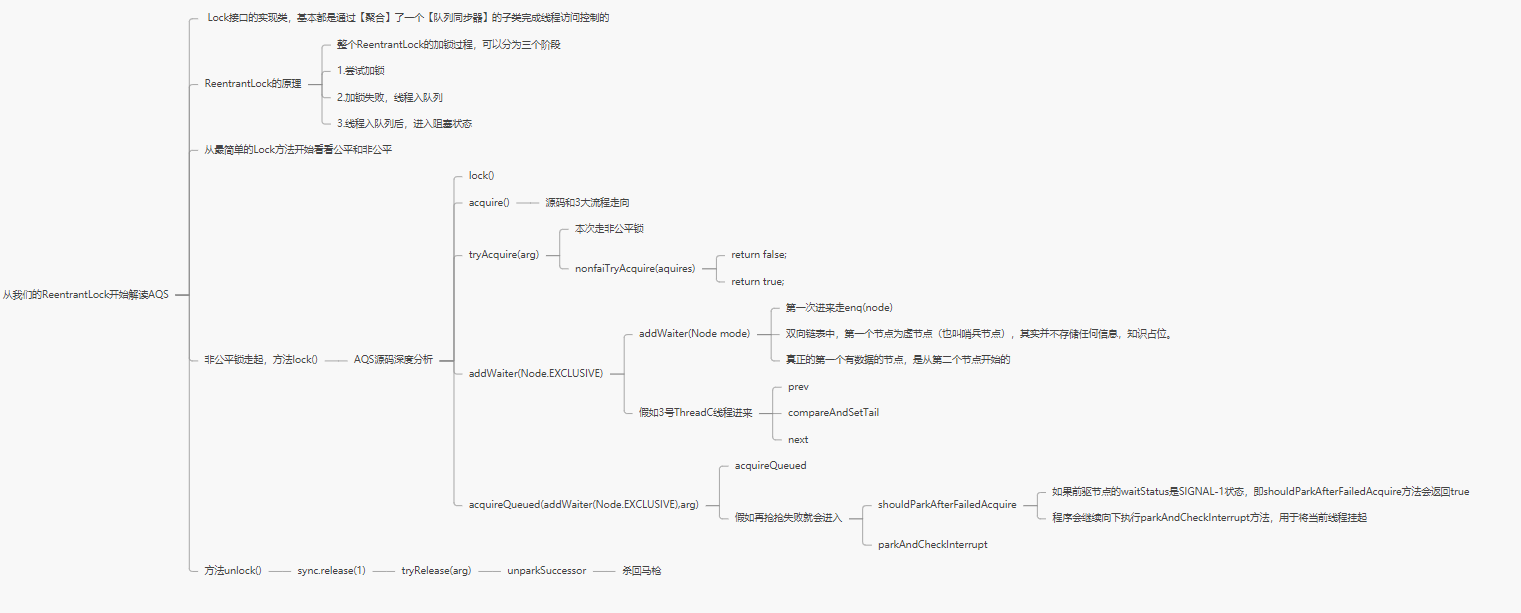 从我们的ReentrantLock开始解读AQS
Lock接口的实现类，基本都是通过【聚合】了一个【队列同步器】的子类完成线程访问控制的
ReentrantLock的原理
整个ReentrantLock的加锁过程，可以分为三个阶段
1.尝试加锁
2.加锁失败，线程入队列
3.线程入队列后，进入阻塞状态
从最简单的Lock方法开始看看公平和非公平
非公平锁走起，方法lock()
AQS源码深度分析
lock()
acquire()
源码和3大流程走向
tryAcquire(arg)
本次走非公平锁
nonfaiTryAcquire(aquires)
return false;
return true;
addWaiter(Node.EXCLUSIVE)
addWaiter(Node mode)
第一次进来走enq(node)
双向链表中，第一个节点为虚节点（也叫哨兵节点），其实并不存储任何信息，知识占位。
真正的第一个有数据的节点，是从第二个节点开始的
假如3号ThreadC线程进来
prev
compareAndSetTail
next
acquireQueued(addWaiter(Node.EXCLUSIVE),arg)
acquireQueued
假如再抢抢失败就会进入
shouldParkAfterFailedAcquire
如果前驱节点的waitStatus是SIGNAL-1状态，即shouldParkAfterFailedAcquire方法会返回true
程序会继续向下执行parkAndCheckInterrupt方法，用于将当前线程挂起
parkAndCheckInterrupt
方法unlock()
sync.release(1)
tryRelease(arg)
unparkSuccessor
杀回马枪